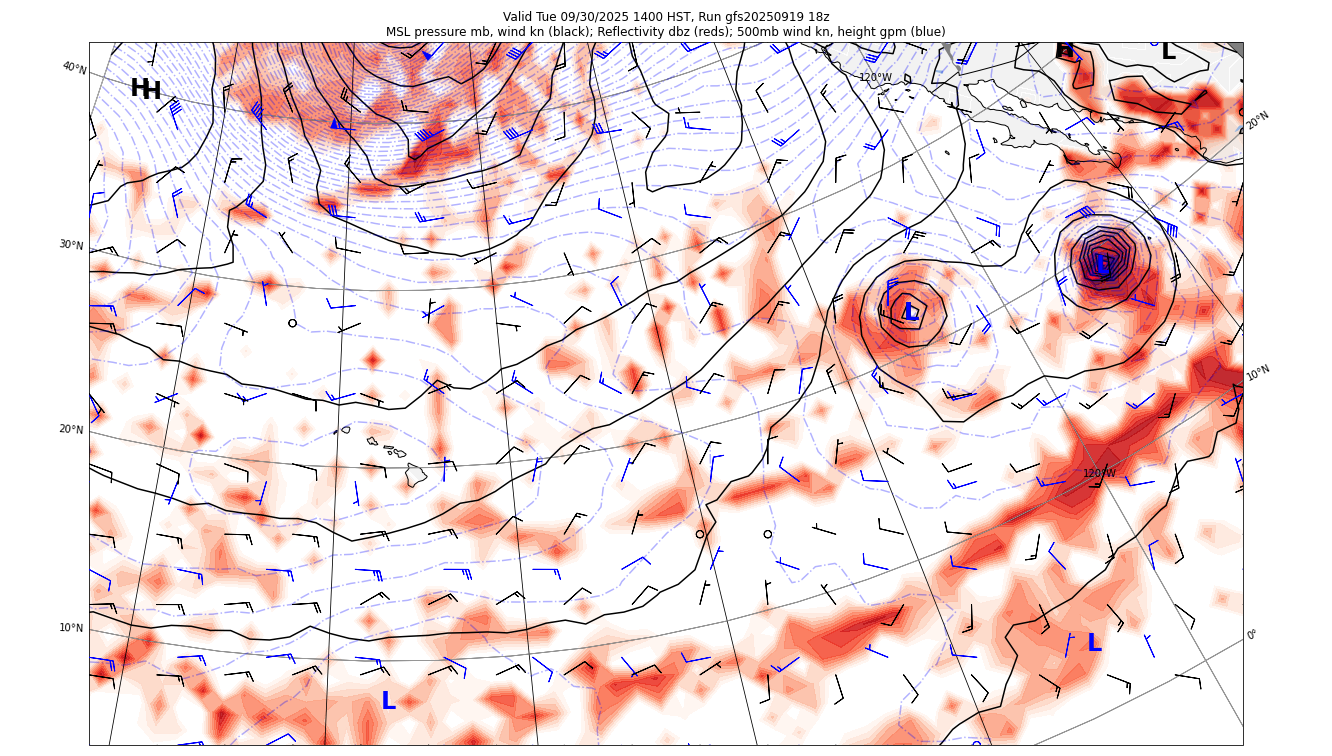 Valid Tue 09/30/2025 1400 HST, Run gfs20250919 18z
MSL pressure mb, wind kn (black); Reflectivity dbz (reds); 500mb wind kn, height gpm (blue)
H L
40°N
120°W
H H
20°N
30°N
L
L
10°N
20°N
120°W
10°N
0°
L
L